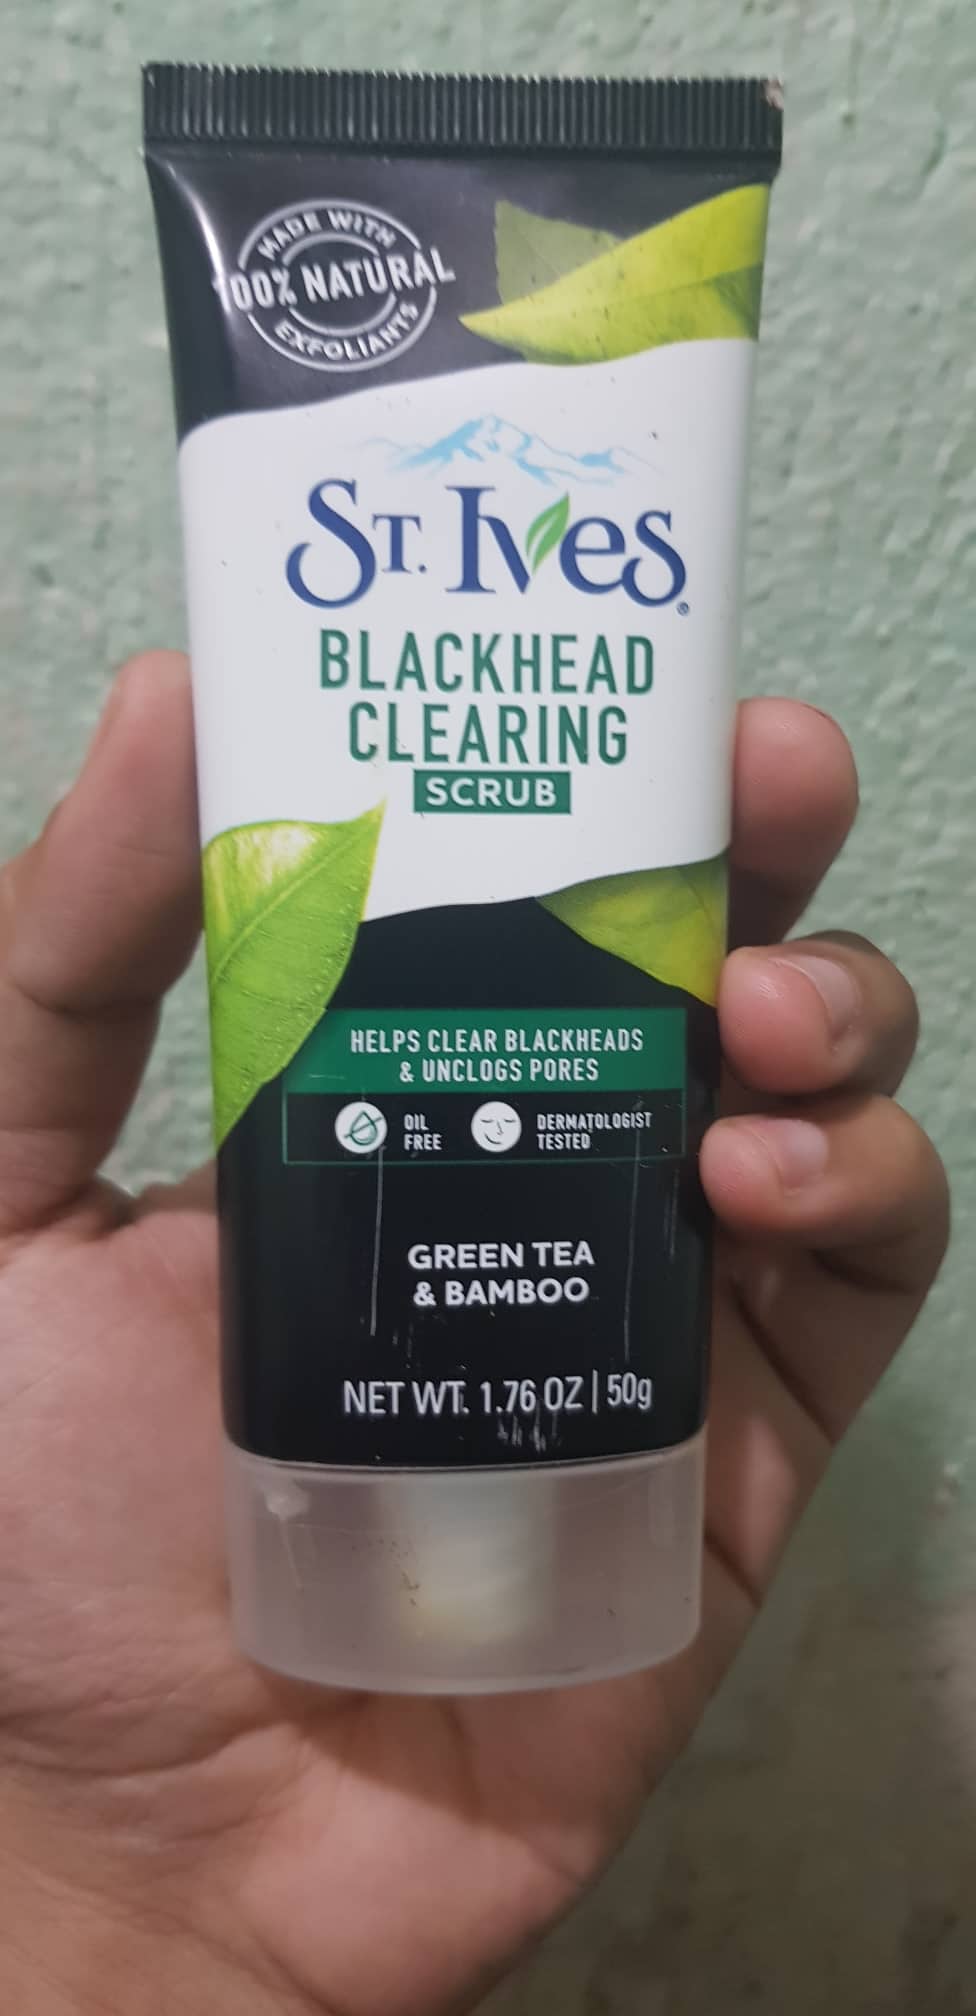 MADE WITH
100% NATURAL
EXFOLIANTS
ST. IVES®
BLACKHEAD
CLEARING
SCRUB
HELPS CLEAR BLACKHEADS
& UNCLOGS PORES
OIL
FREE
DERMATOLOGIST
TESTED
GREEN TEA
& BAMBOO
NET WT. 1.76 OZ | 50g